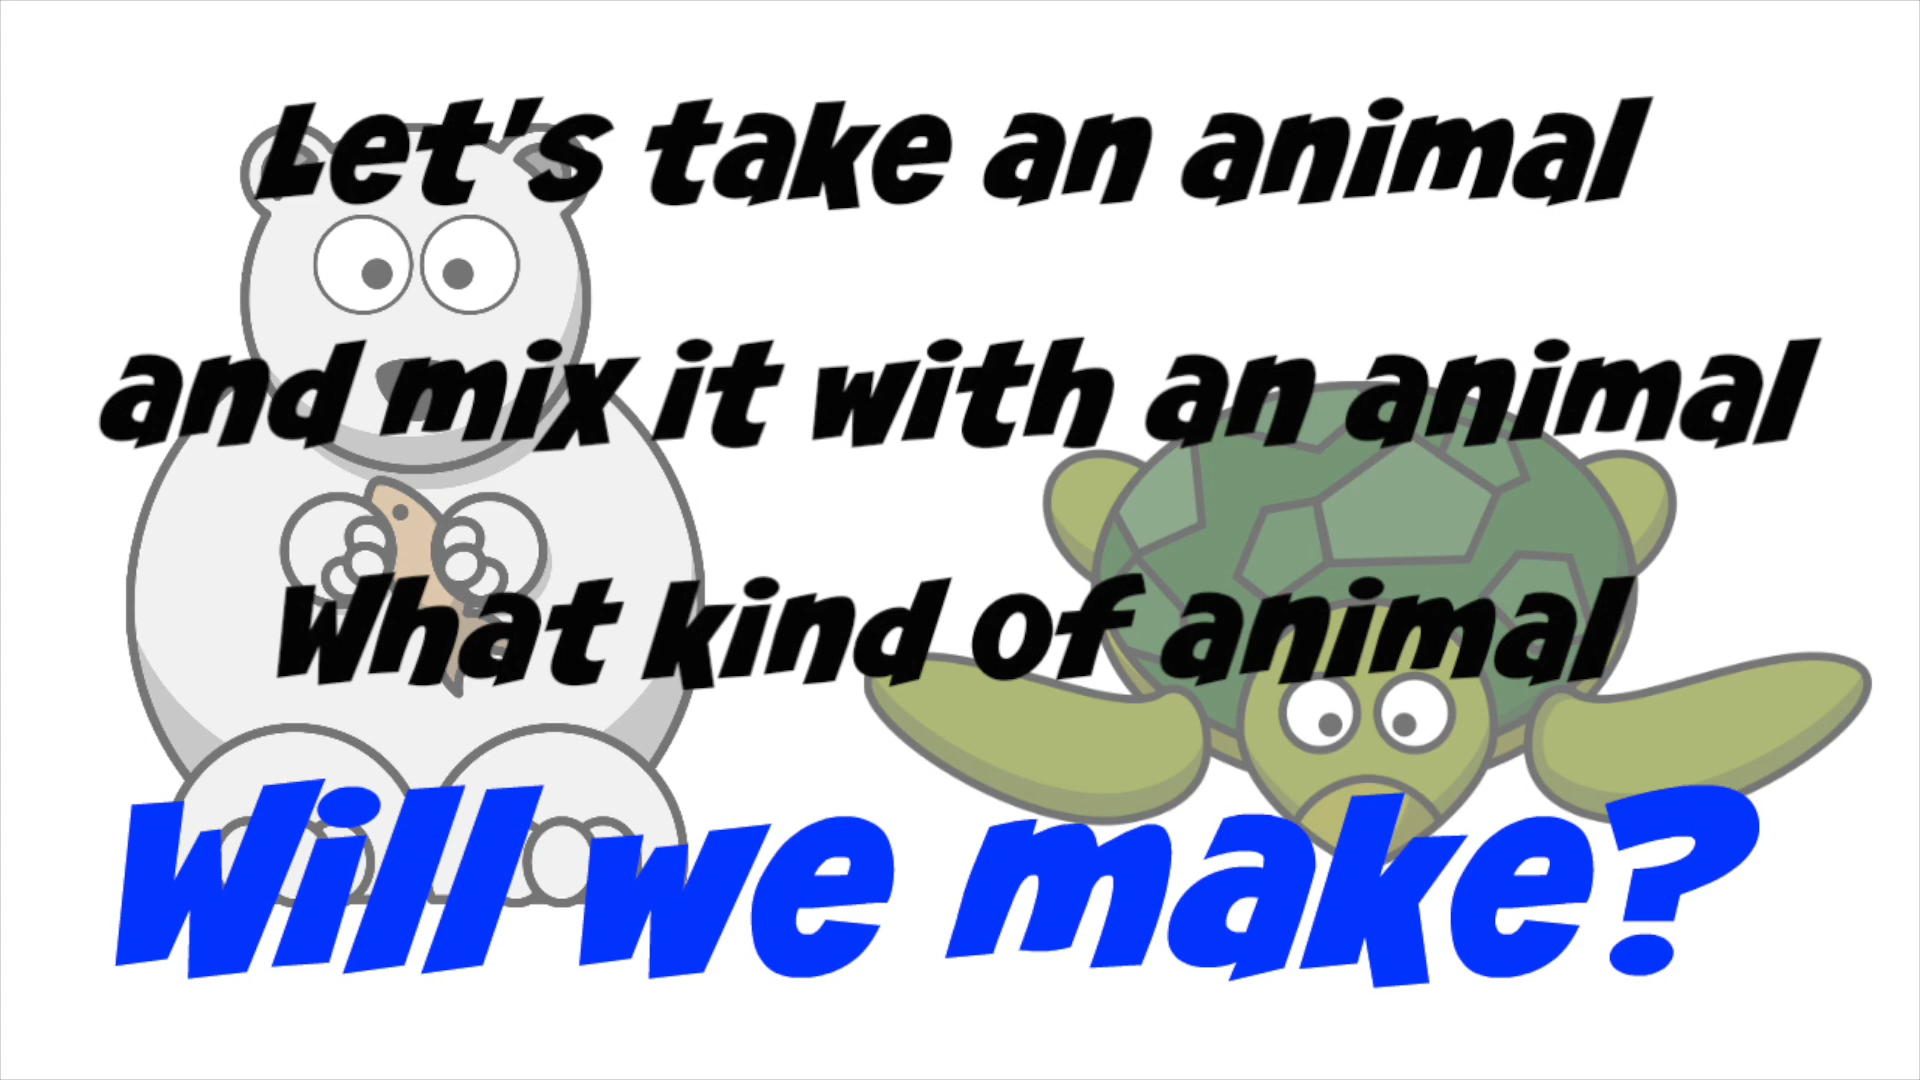 Let's take an animal
and mix it with an animal
What kind of animal
Will we make?